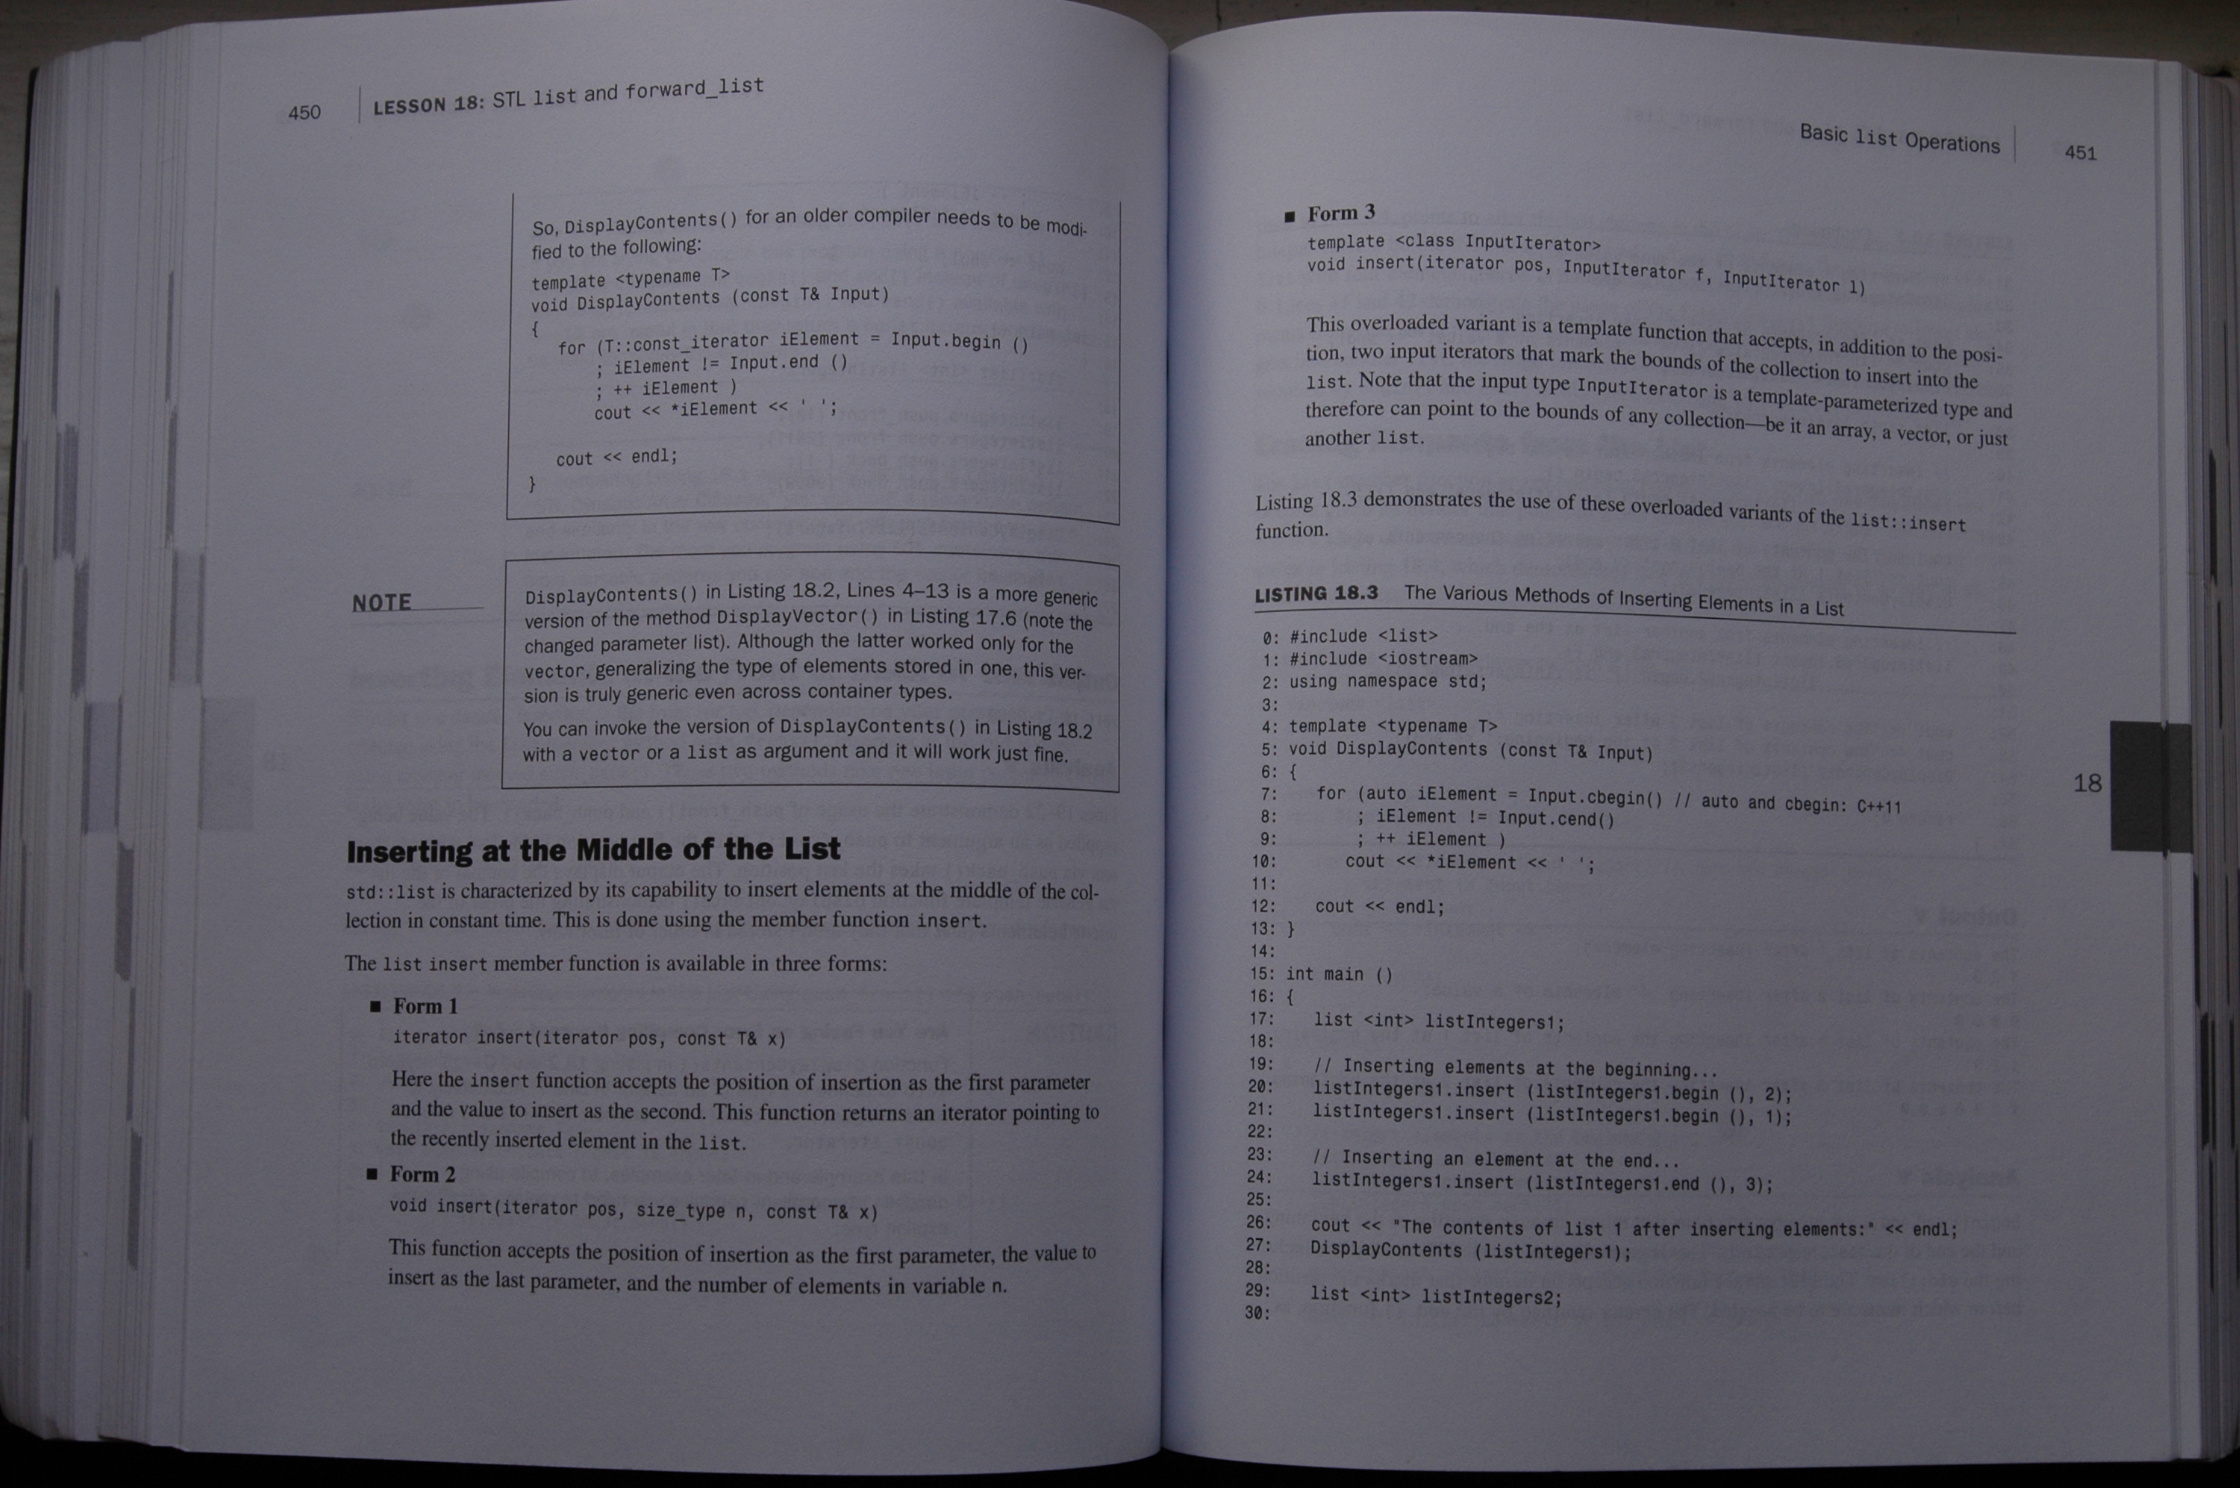 450 LESSON 18: STL list and forward_list
So, DisplayContents() for an older compiler needs to be modi-
fied to the following:
template <typename T>
void DisplayContents (const T& Input)
{
for (T::const_iterator iElement = Input.begin ()
; iElement != Input.end ()
; ++ iElement )
cout << *iElement << ' ';
cout << endl;
}
NOTE
DisplayContents() in Listing 18.2, Lines 4–13 is a more generic
version of the method DisplayVector() in Listing 17.6 (note the
changed parameter list). Although the latter worked only for the
vector, generalizing the type of elements stored in one, this ver-
sion is truly generic even across container types.
You can invoke the version of DisplayContents() in Listing 18.2
with a vector or a list as argument and it will work just fine.
Inserting at the Middle of the List
std::list is characterized by its capability to insert elements at the middle of the col-
lection in constant time. This is done using the member function insert.
The list insert member function is available in three forms:
■ Form 1
iterator insert(iterator pos, const T& x)
Here the insert function accepts the position of insertion as the first parameter
and the value to insert as the second. This function returns an iterator pointing to
the recently inserted element in the list.
■ Form 2
void insert(iterator pos, size_type n, const T& x)
This function accepts the position of insertion as the first parameter, the value to
insert as the last parameter, and the number of elements in variable n.
Basic list Operations 451
■ Form 3
template <class InputIterator>
void insert(iterator pos, InputIterator f, InputIterator l)
This overloaded variant is a template function that accepts, in addition to the posi-
tion, two input iterators that mark the bounds of the collection to insert into the
list. Note that the input type InputIterator is a template-parameterized type and
therefore can point to the bounds of any collection—be it an array, a vector, or just
another list.
Listing 18.3 demonstrates the use of these overloaded variants of the list::insert
function.
LISTING 18.3 The Various Methods of Inserting Elements in a List
0: #include <list>
1: #include <iostream>
2: using namespace std;
3:
4: template <typename T>
5: void DisplayContents (const T& Input)
6: {
7: for (auto iElement = Input.cbegin() // auto and cbegin: C++11
8: ; iElement != Input.cend()
9: ; ++ iElement )
10: cout << *iElement << ' ';
11:
12: cout << endl;
13: }
14:
15: int main ()
16: {
17: list <int> listIntegers1;
18:
19: // Inserting elements at the beginning...
20: listIntegers1.insert (listIntegers1.begin (), 2);
21: listIntegers1.insert (listIntegers1.begin (), 1);
22:
23: // Inserting an element at the end...
24: listIntegers1.insert (listIntegers1.end (), 3);
25:
26: cout << "The contents of list 1 after inserting elements:" << endl;
27: DisplayContents (listIntegers1);
28:
29: list <int> listIntegers2;
30:
18